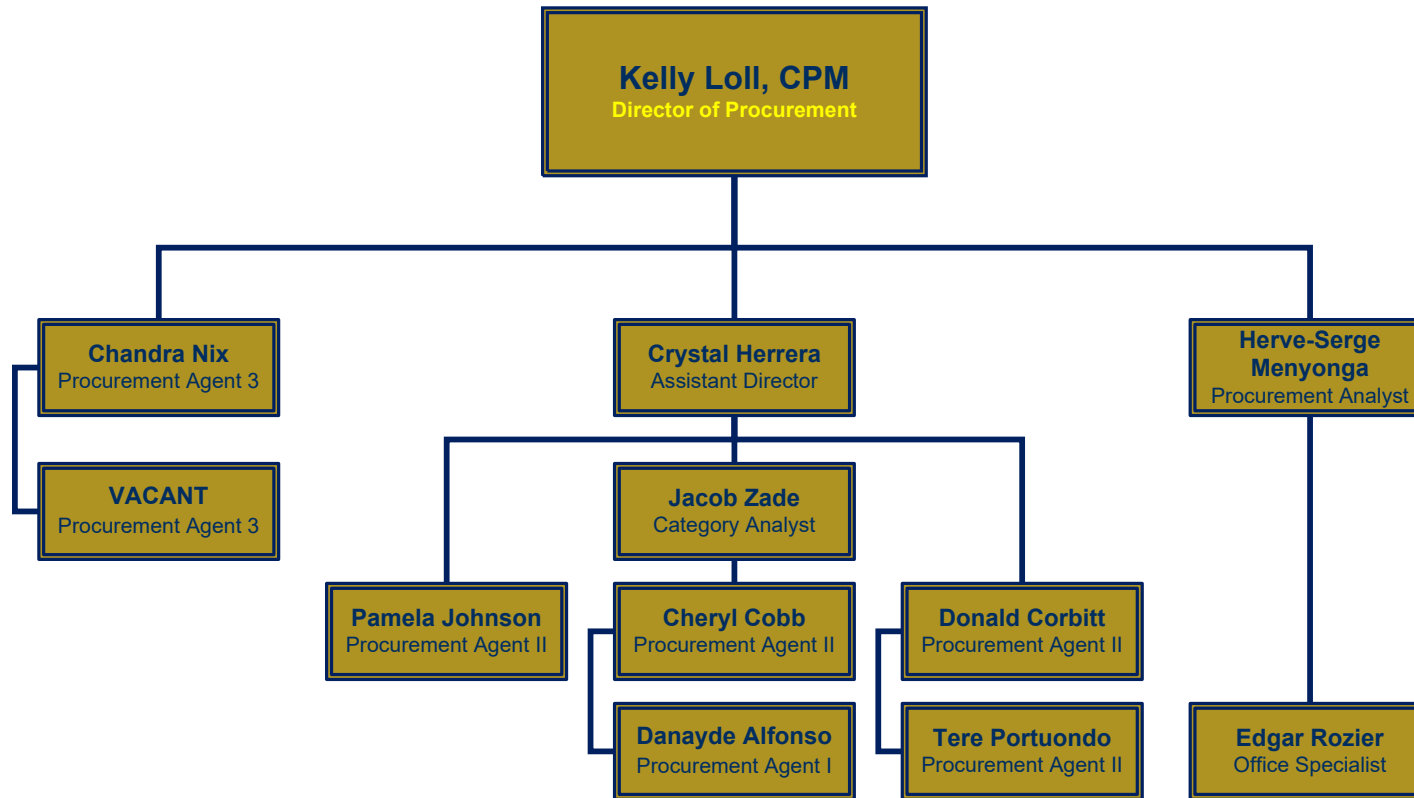 Kelly Loll, CPM
Director of Procurement
Chandra Nix
Procurement Agent 3
Crystal Herrera
Assistant Director
Herve-Serge
Menyonga
Procurement Analyst
VACANT
Procurement Agent 3
Jacob Zade
Category Analyst
Pamela Johnson
Procurement Agent II
Cheryl Cobb
Procurement Agent II
Donald Corbitt
Procurement Agent II
Danayde Alfonso
Procurement Agent I
Tere Portuondo
Procurement Agent II
Edgar Rozier
Office Specialist